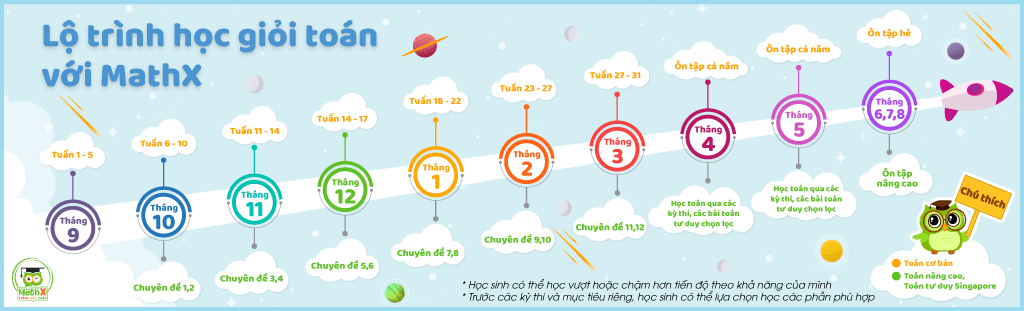 Lộ trình học giỏi toán
với MathX
Tuần 1 - 5
Tháng
9
Tuần 6 - 10
Tháng
10
Chuyên đề 1,2
Tuần 11 - 14
Tháng
11
Chuyên đề 3,4
Tuần 14 - 17
Tháng
12
Chuyên đề 5,6
Tuần 18 - 22
Tháng
1
Chuyên đề 7,8
Tuần 23 - 27
Tháng
2
Chuyên đề 9,10
Tuần 27 - 31
Tháng
3
Chuyên đề 11,12
Ôn tập cả năm
Tháng
4
Học toán qua các
kỳ thi, các bài toán
tư duy chọn lọc
Ôn tập cả năm
Tháng
5
Học toán qua các
kỳ thi, các bài toán
tư duy chọn lọc
Ôn tập hè
Tháng
6,7,8
Ôn tập
nâng cao
Chú thích
Toán cơ bản
Toán nâng cao,
Toán tư duy Singapore
MathX
* Học sinh có thể học vượt hoặc chậm hơn tiến độ theo khả năng của mình
* Trước các kỳ thi và mục tiêu riêng, học sinh có thể lựa chọn học các phần phù hợp